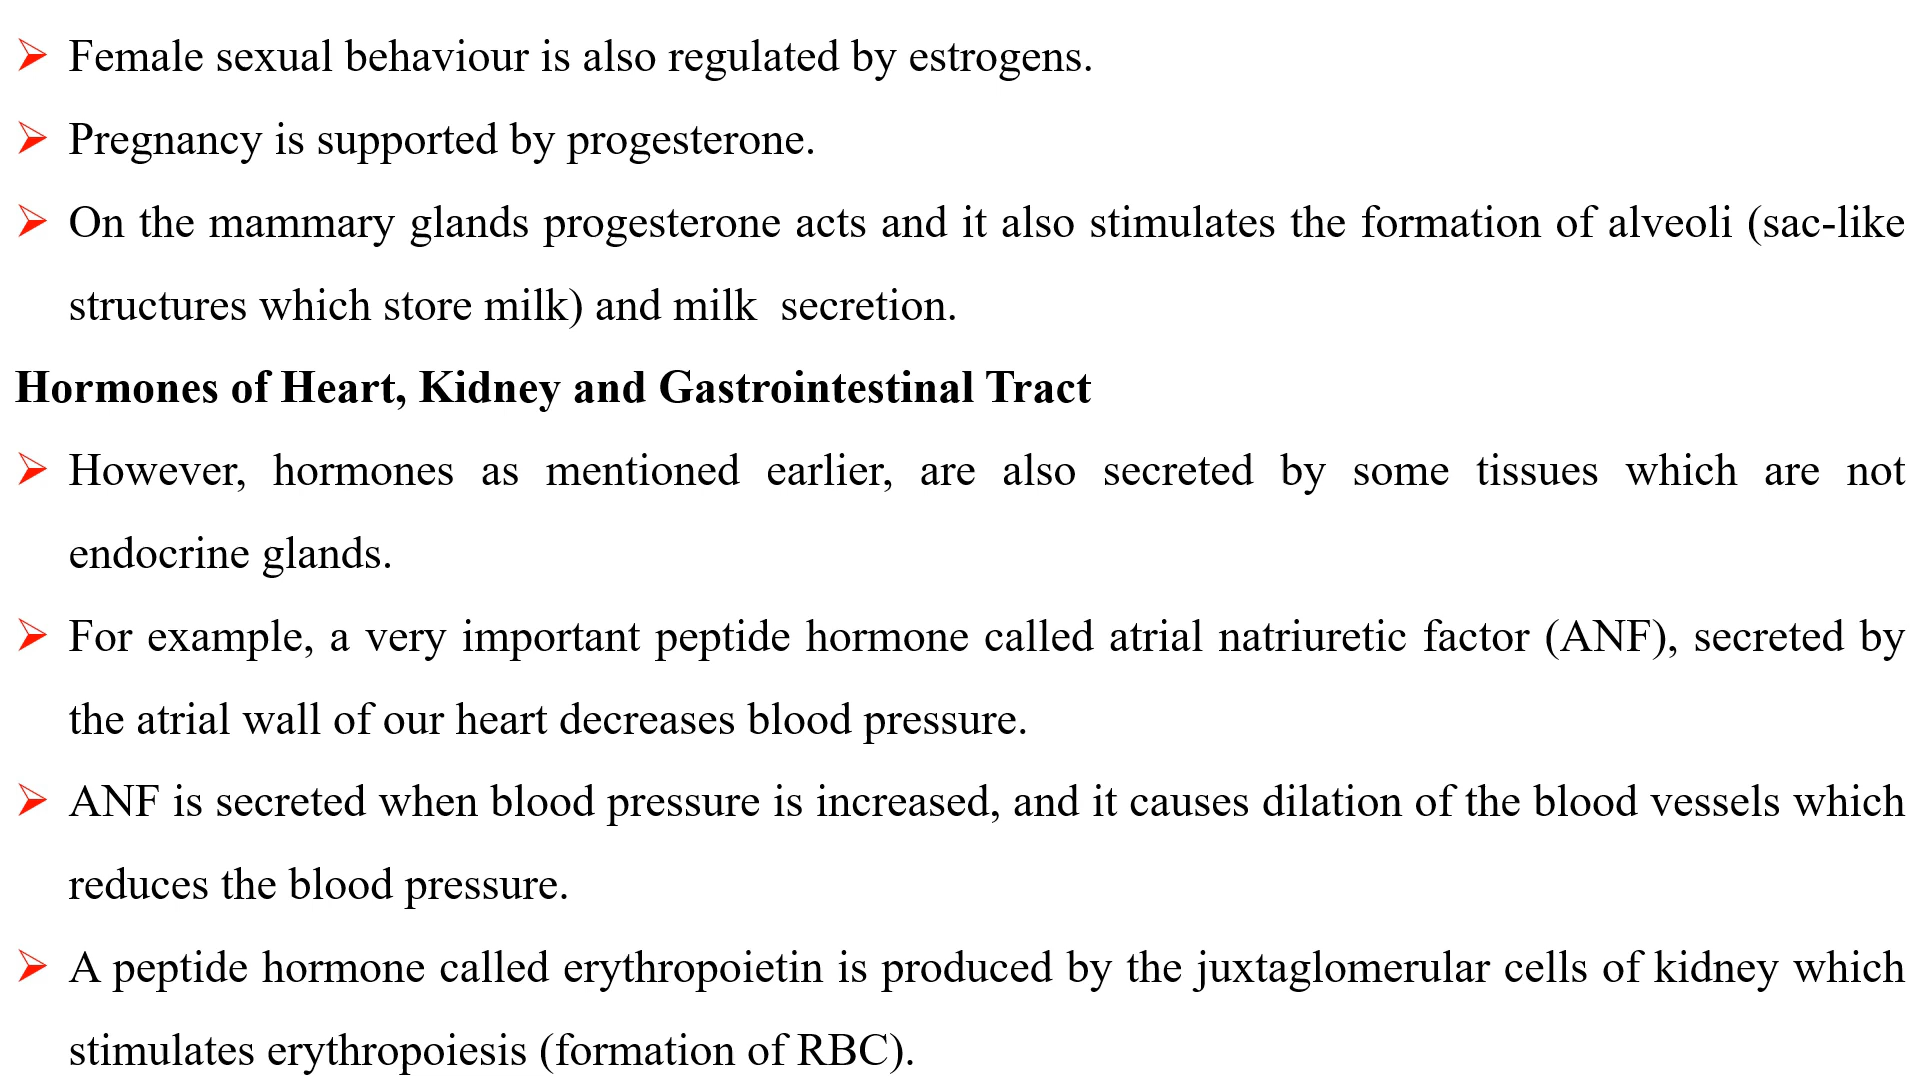 ➢ Female sexual behaviour is also regulated by estrogens.
➢ Pregnancy is supported by progesterone.
➢ On the mammary glands progesterone acts and it also stimulates the formation of alveoli (sac-like
structures which store milk) and milk  secretion.
Hormones of Heart, Kidney and Gastrointestinal Tract
➢ However, hormones as mentioned earlier, are also secreted by some tissues which are not
endocrine glands.
➢ For example, a very important peptide hormone called atrial natriuretic factor (ANF), secreted by
the atrial wall of our heart decreases blood pressure.
➢ ANF is secreted when blood pressure is increased, and it causes dilation of the blood vessels which
reduces the blood pressure.
➢ A peptide hormone called erythropoietin is produced by the juxtaglomerular cells of kidney which
stimulates erythropoiesis (formation of RBC).